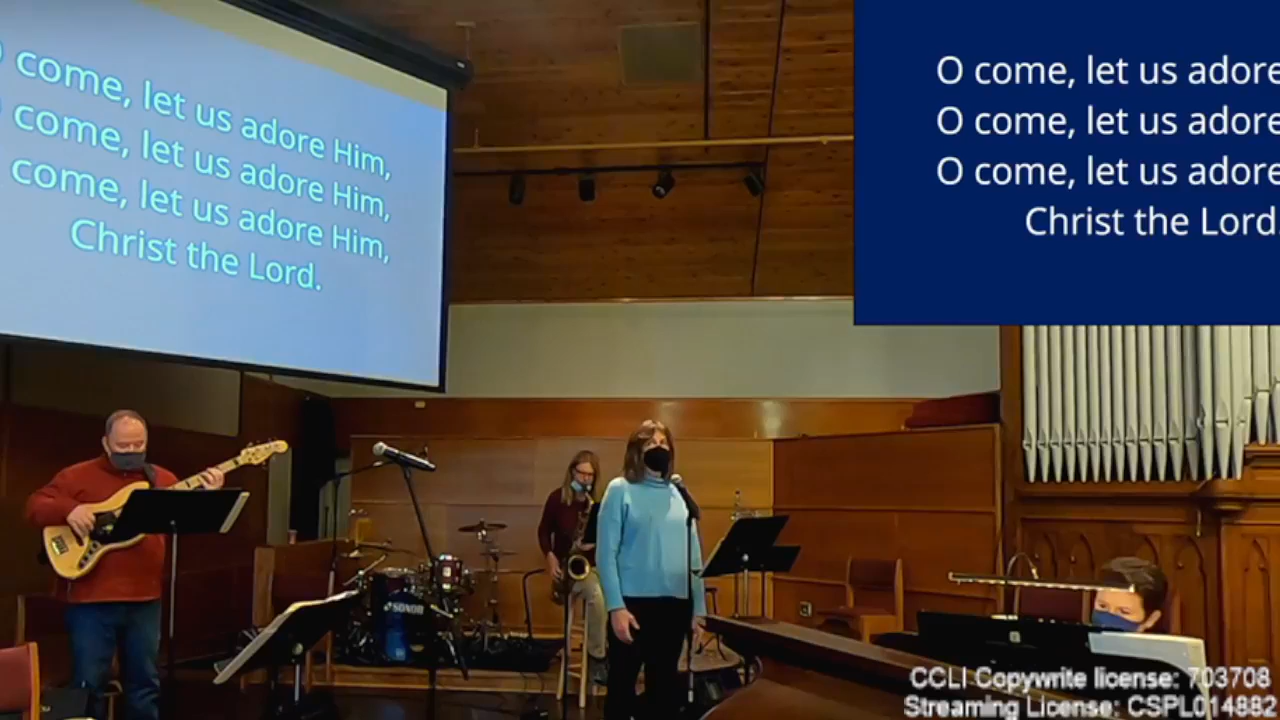 come, let us adore Him,
come, let us adore Him,
come, let us adore Him,
Christ the Lord.
O come, let us adore
O come, let us adore
O come, let us adore
Christ the Lord.
SONOR
CCLI Copywrite license: 703708
Streaming License: CSPL014882